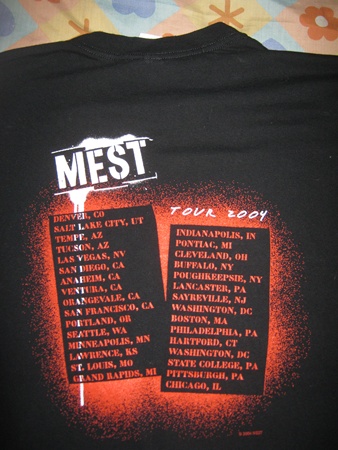 MEST
TOUR 2004
DENVER, CO
SALT LAKE CITY, UT
TEMPE, AZ
TUCSON, AZ
LAS VEGAS, NV
SAN DIEGO, CA
ANAHEIM, CA
VENTURA, CA
ORANGEVALE, CA
SAN FRANCISCO, CA
PORTLAND, OR
SEATTLE, WA
MINNEAPOLIS, MN
LAWRENCE, KS
ST. LOUIS, MO
GRAND RAPIDS, MI
INDIANAPOLIS, IN
PONTIAC, MI
CLEVELAND, OH
BUFFALO, NY
POUGHKEEPSIE, NY
LANCASTER, PA
SAYREVILLE, NJ
WASHINGTON, DC
BOSTON, MA
PHILADELPHIA, PA
HARTFORD, CT
WASHINGTON, DC
STATE COLLEGE, PA
PITTSBURGH, PA
CHICAGO, IL